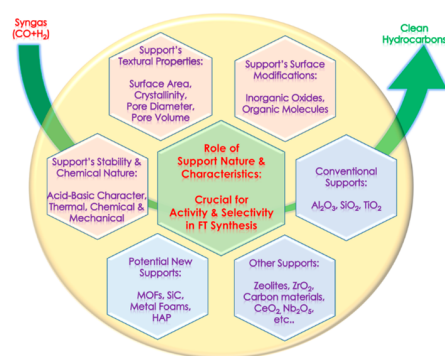 Syngas
(CO+H₂)
Clean
Hydrocarbons
Support's
Textural Properties:
Surface Area,
Crystallinity,
Pore Diameter,
Pore Volume
Support's Surface
Modifications:
Inorganic Oxides,
Organic Molecules
Support's Stability &
Chemical Nature:
Acid-Basic Character,
Thermal, Chemical &
Mechanical
Role of
Support Nature &
Characteristics:
Crucial for
Activity & Selectivity
in FT Synthesis
Conventional
Supports:
Al₂O₃, SiO₂, TiO₂
Potential New
Supports:
MOFs, SiC,
Metal Foams,
HAP
Other Supports:
Zeolites, ZrO₂,
Carbon materials,
CeO₂, Nb₂O₅,
etc..